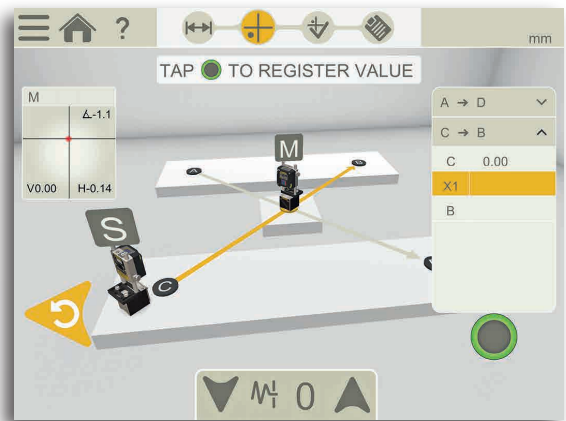 ?
mm
TAP TO REGISTER VALUE
M
∠-1.1
V0.00 H-0.14
A → D
C → B
C 0.00
X1
B
M
A
B
S
C
0